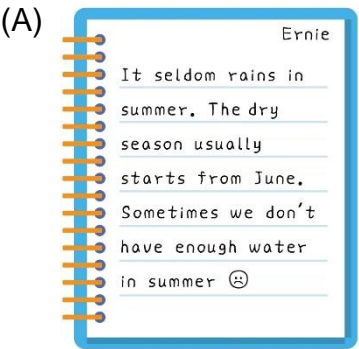 (A)
Ernie
It seldom rains in
summer. The dry
season usually
starts from June.
Sometimes we don't
have enough water
in summer ☹